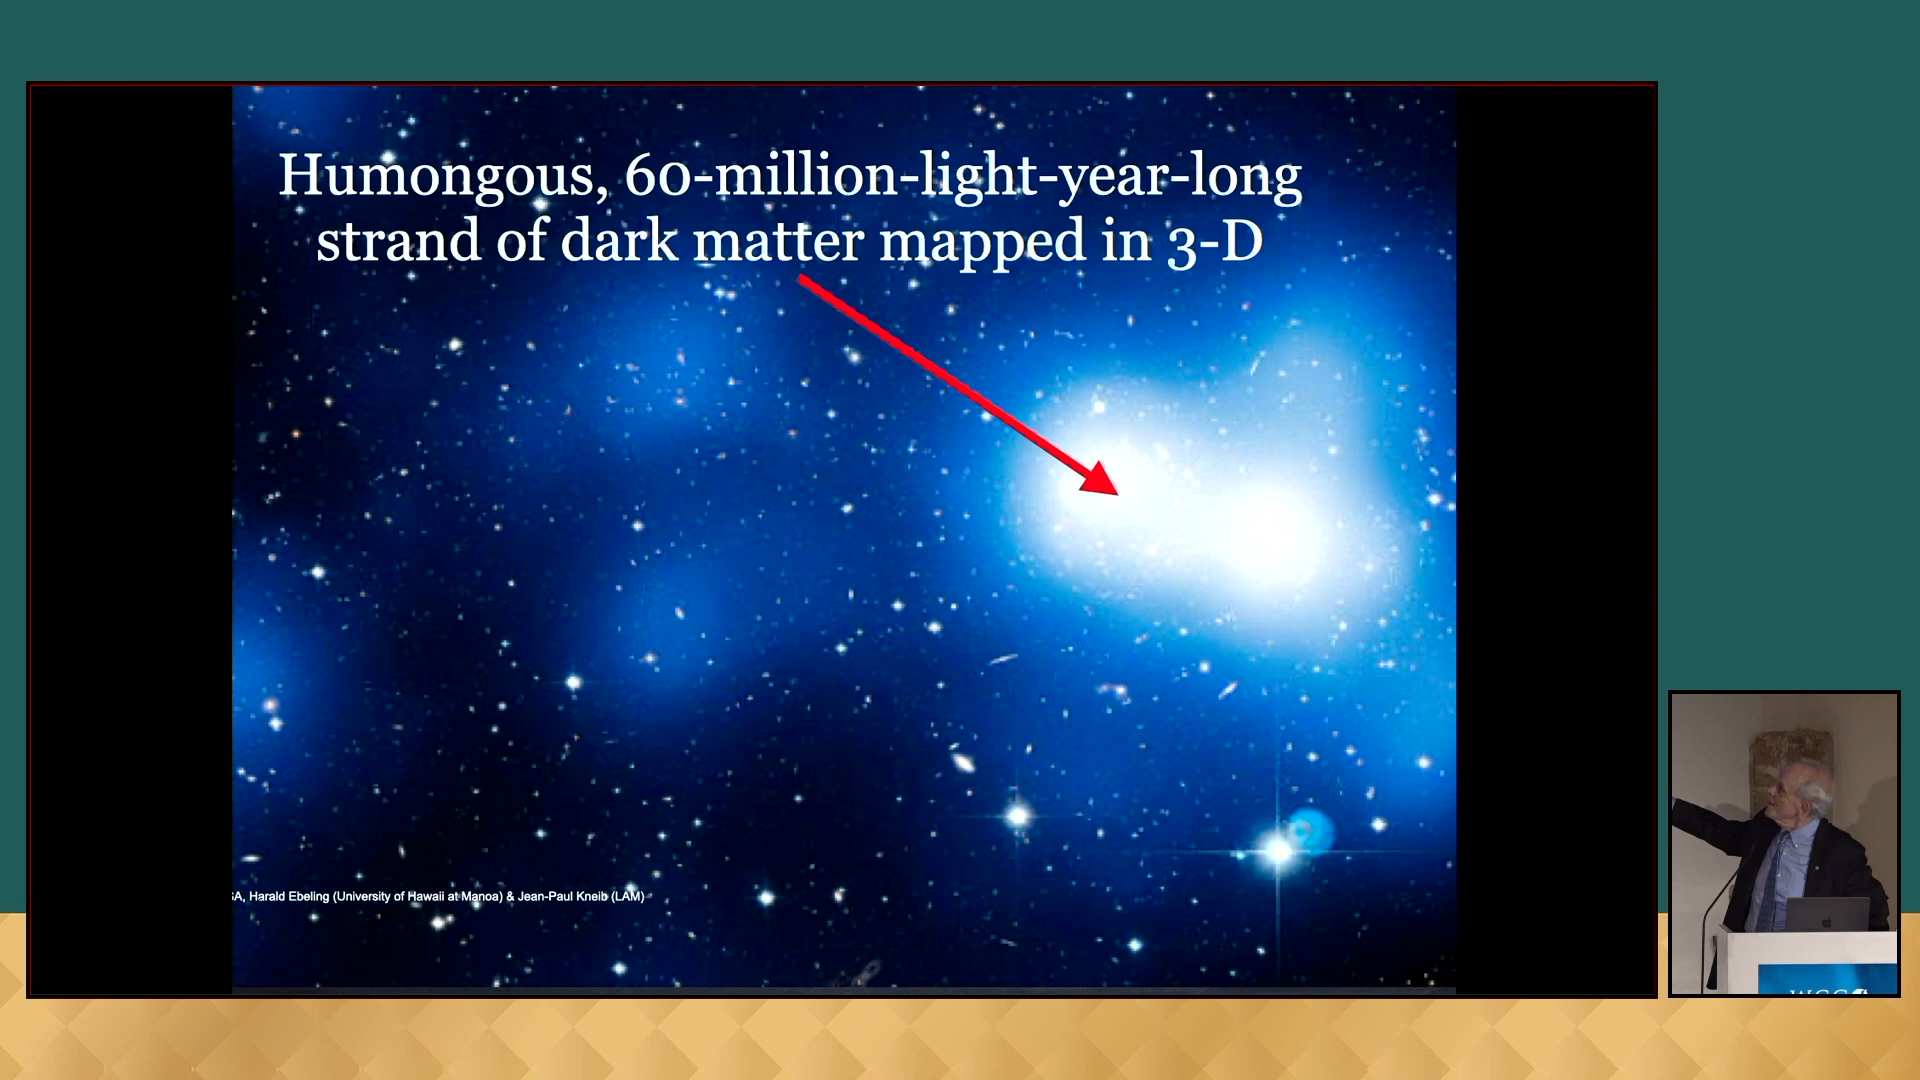 Humongous, 60-million-light-year-long
strand of dark matter mapped in 3-D
A, Harald Ebeling (University of Hawaii at Manoa) & Jean-Paul Kneib (LAM)